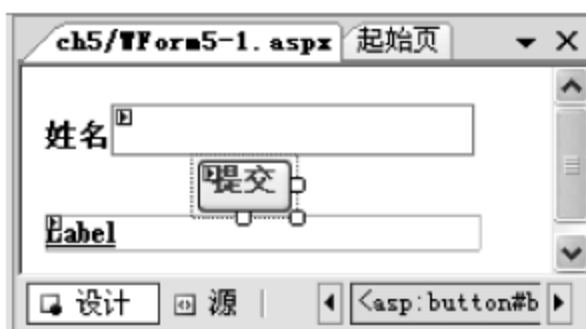 ch5/WForm5-1.aspx 起始页
姓名
提交
Label
设计 源 <asp:button#b